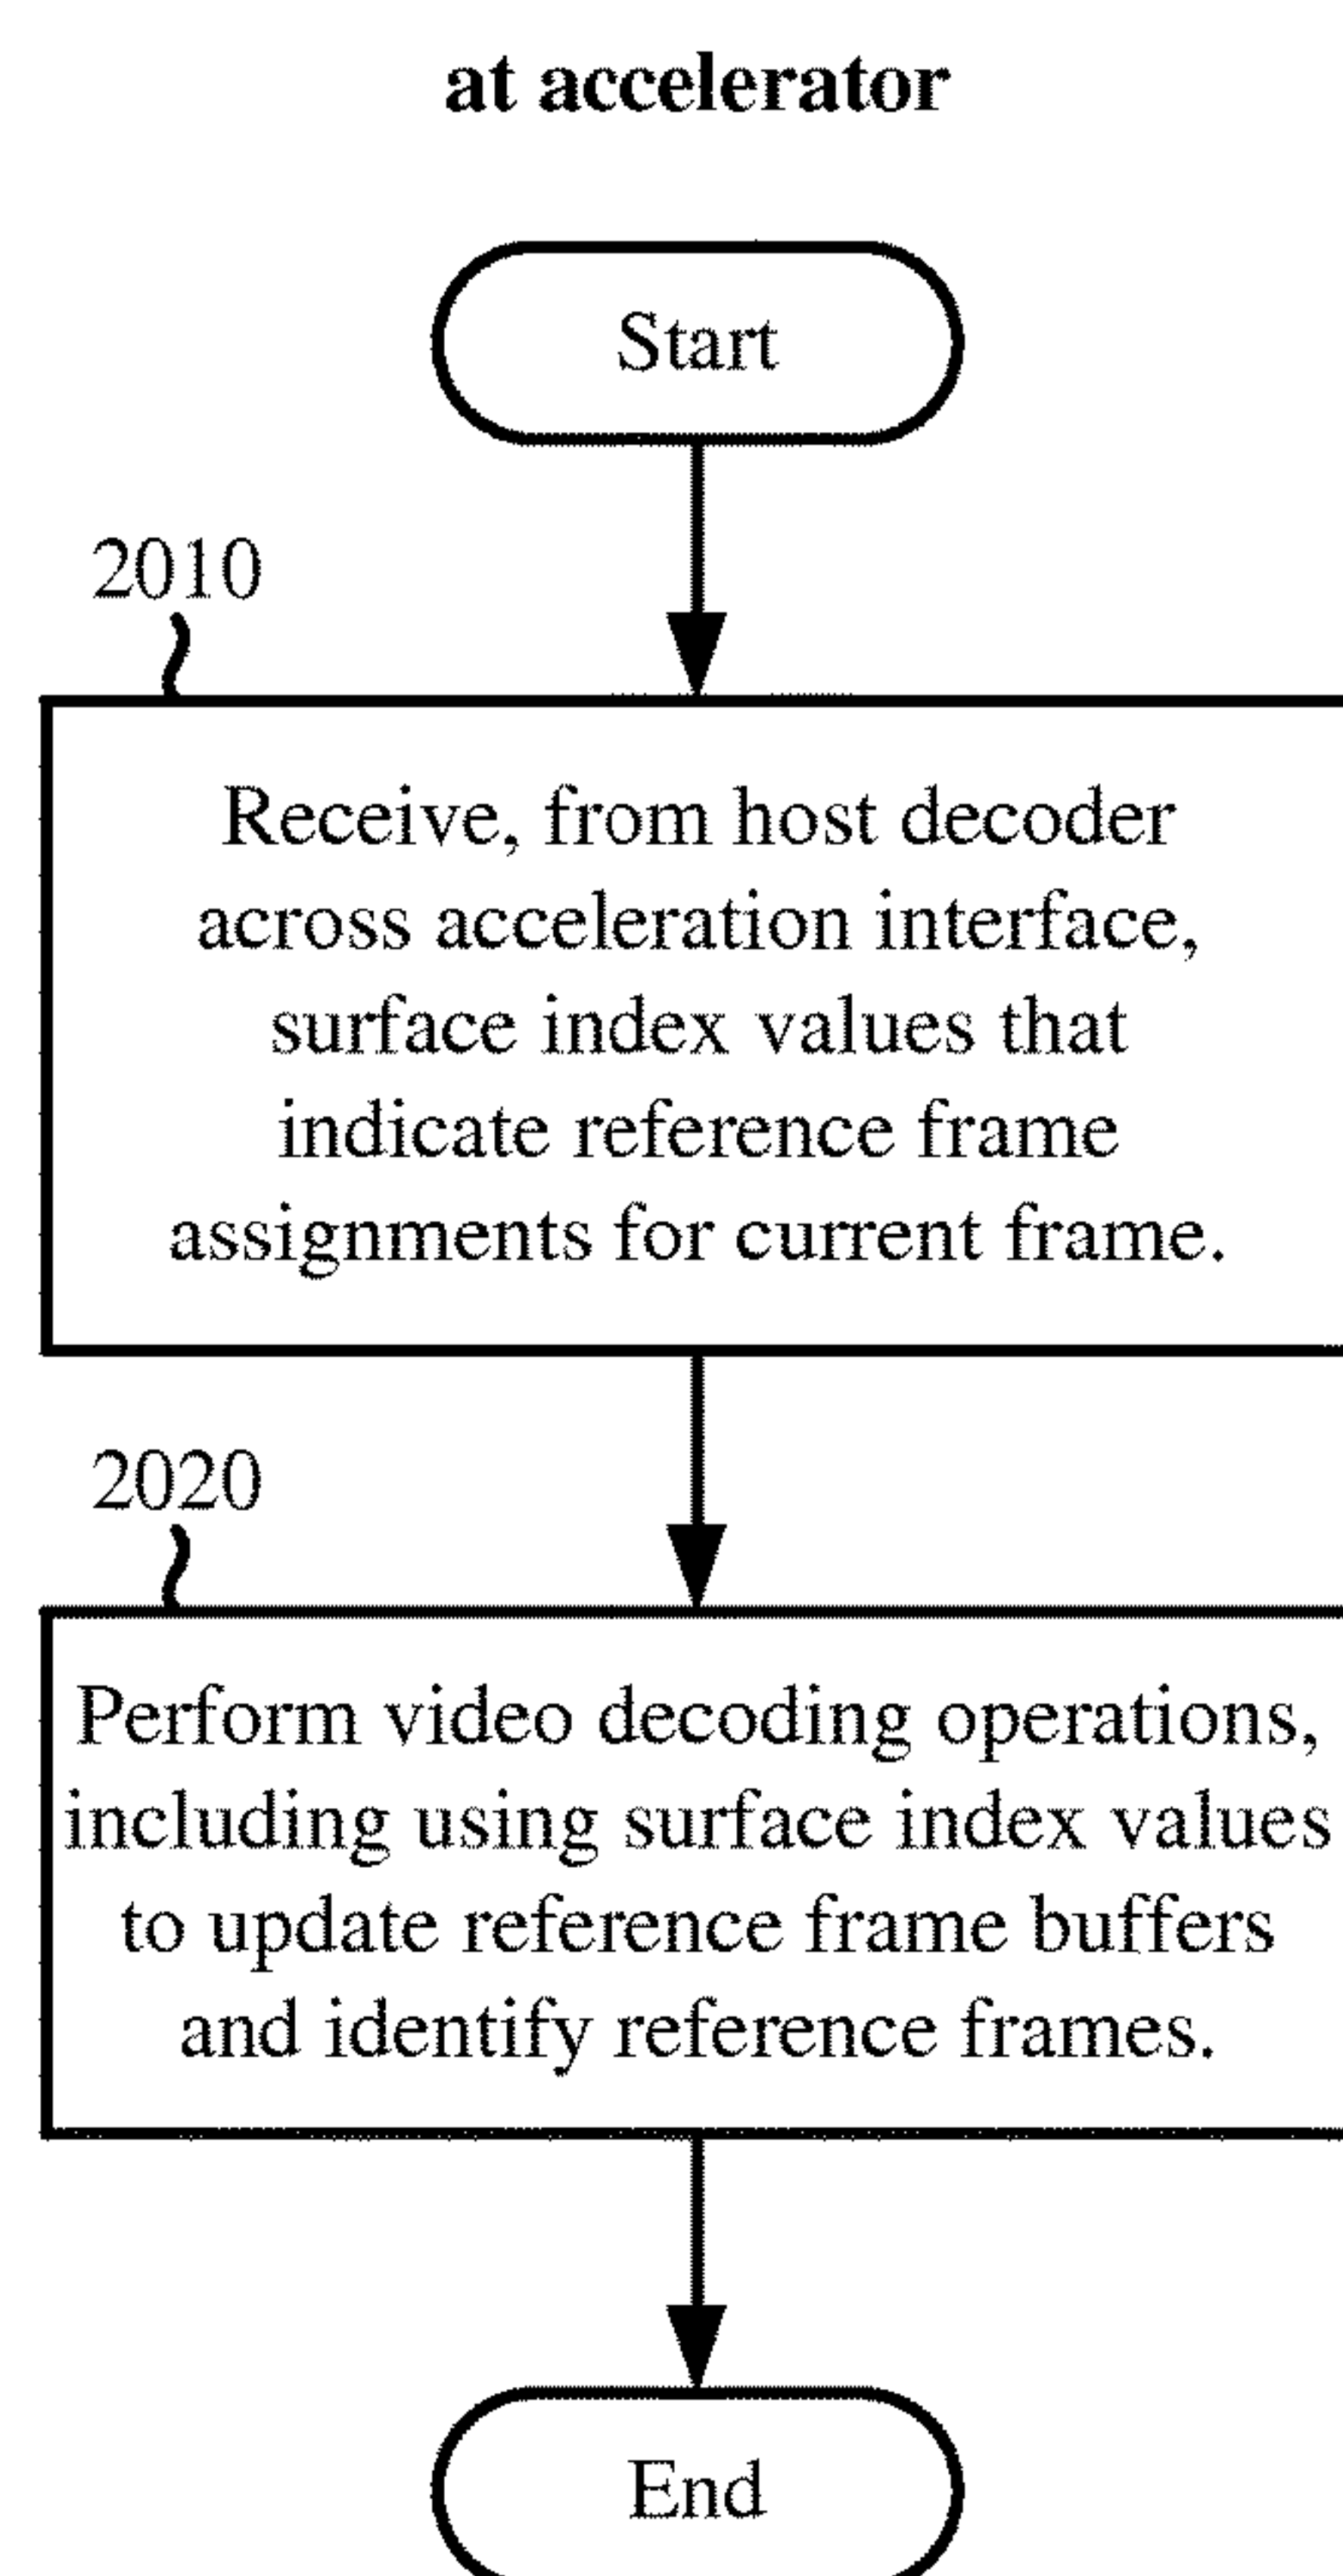 at accelerator
Start
2010
Receive, from host decoder
across acceleration interface,
surface index values that
indicate reference frame
assignments for current frame.
2020
Perform video decoding operations,
including using surface index values
to update reference frame buffers
and identify reference frames.
End